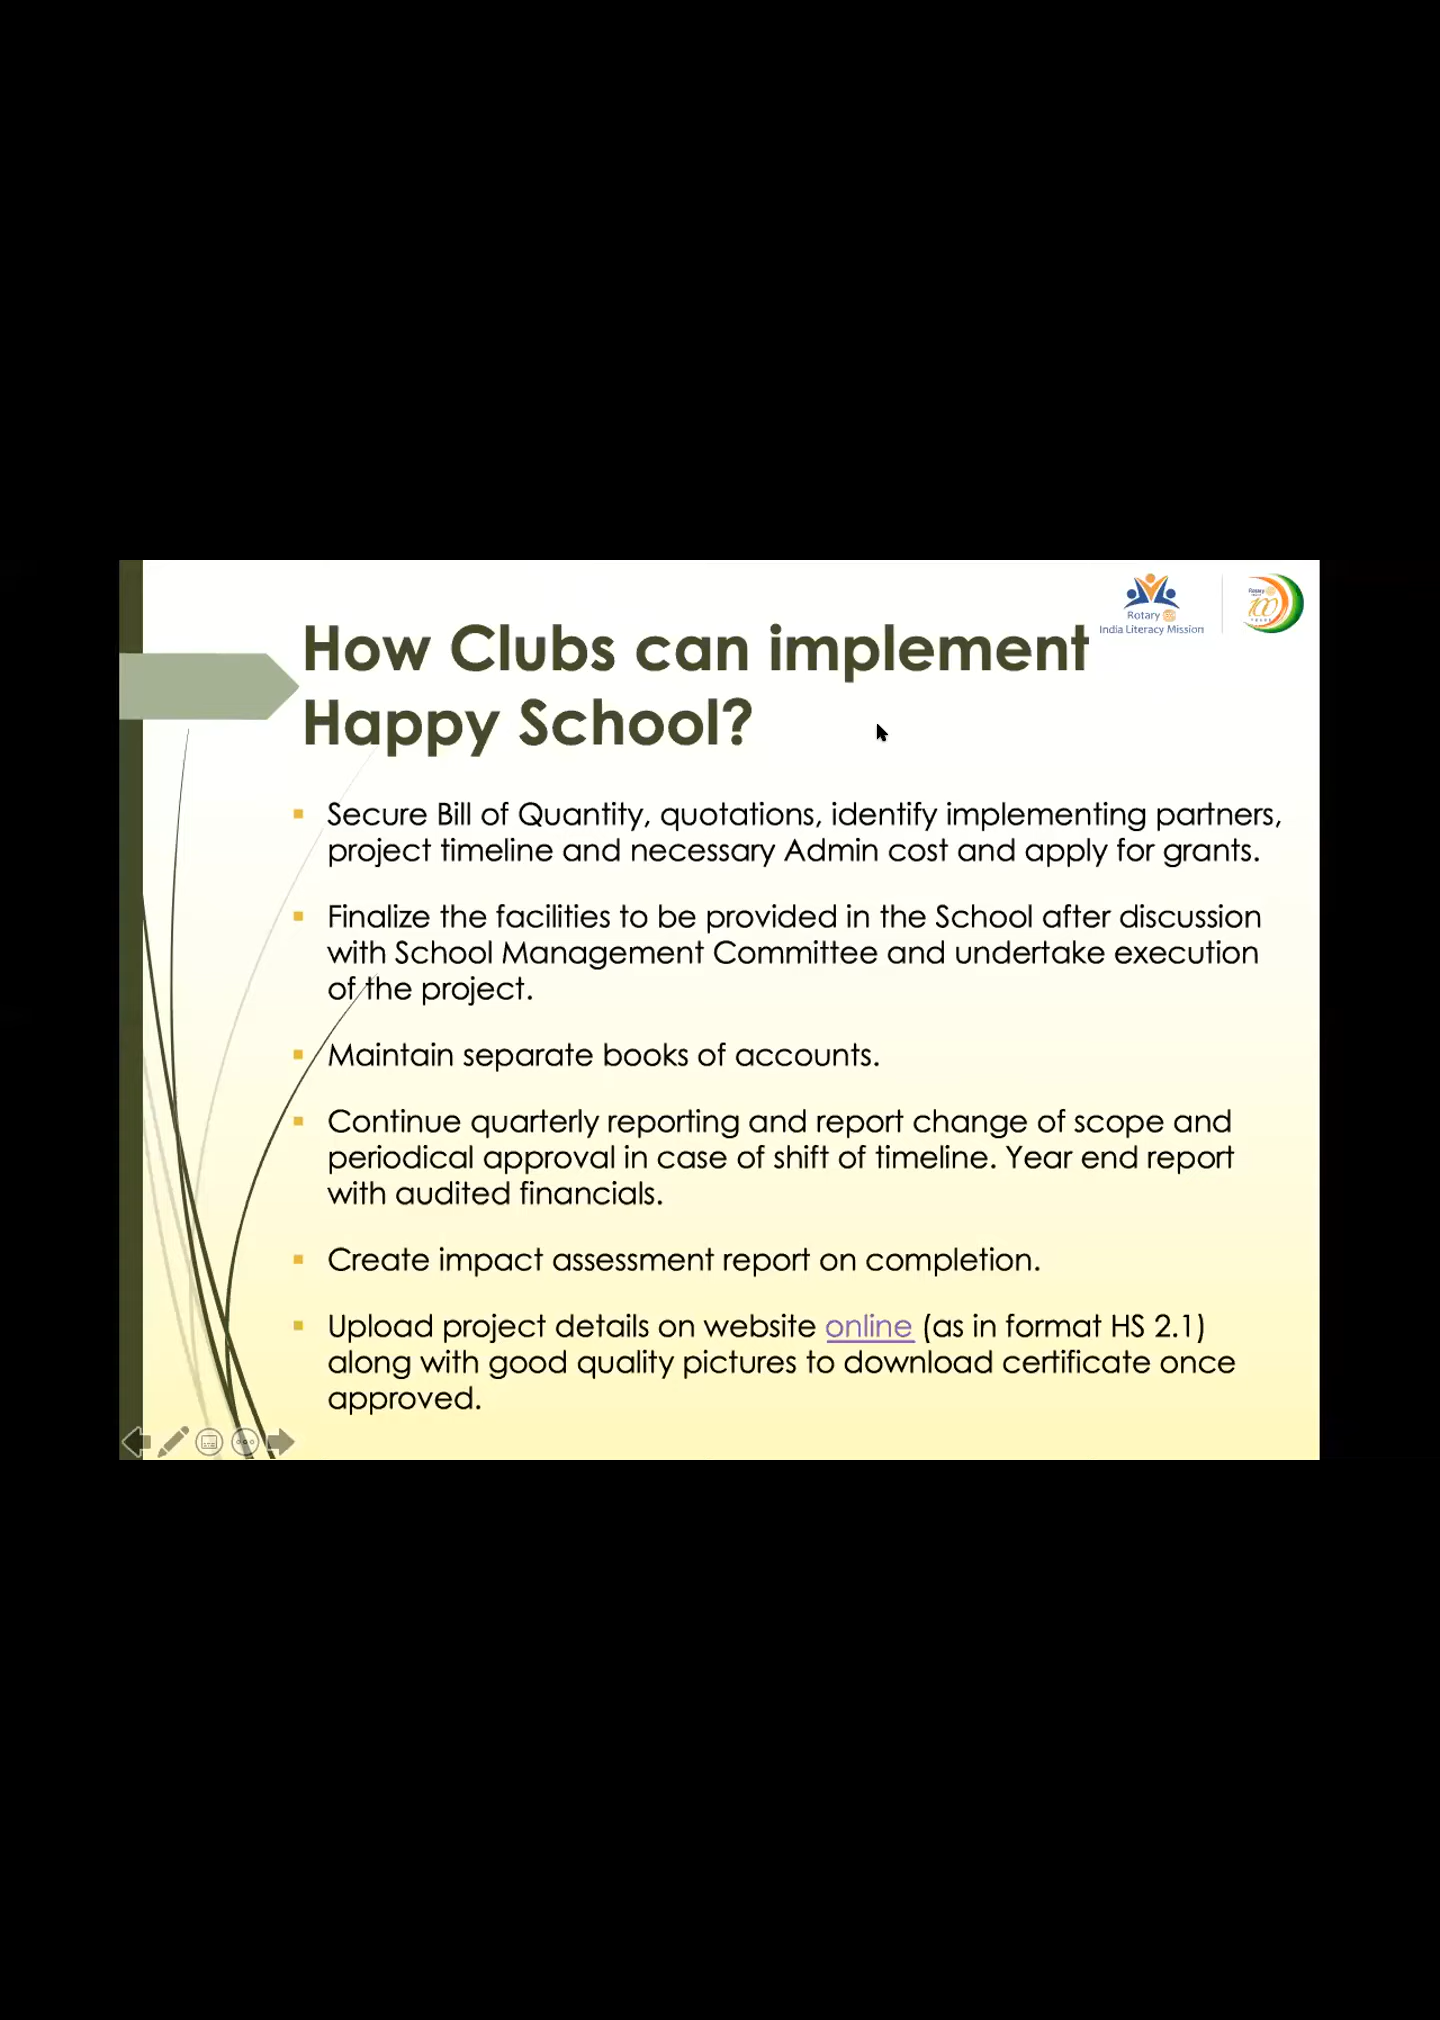 Rotary
India Literacy Mission
Rotary
100
YEARS
How Clubs can implement
Happy School?
▪ Secure Bill of Quantity, quotations, identify implementing partners,
project timeline and necessary Admin cost and apply for grants.
▪ Finalize the facilities to be provided in the School after discussion
with School Management Committee and undertake execution
of the project.
▪ Maintain separate books of accounts.
▪ Continue quarterly reporting and report change of scope and
periodical approval in case of shift of timeline. Year end report
with audited financials.
▪ Create impact assessment report on completion.
▪ Upload project details on website online (as in format HS 2.1)
along with good quality pictures to download certificate once
approved.